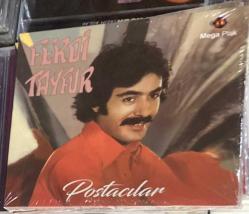 FERDİ
TAYFUR
Mega Plak
Postacılar